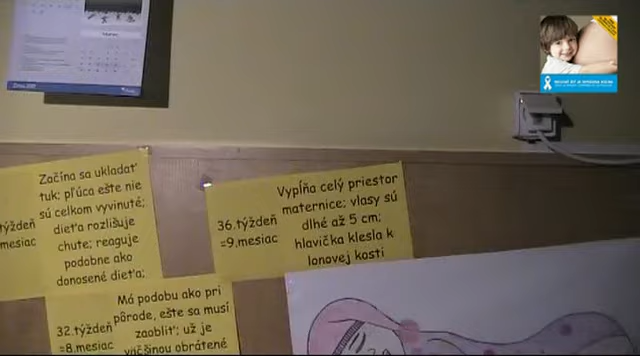 Začína sa ukladať
tuk; pľúca ešte nie
sú celkom vyvinuté;
dieťa rozlišuje
chute; reaguje
podobne ako
donosené dieťa;
týždeň
mesiac
36.týždeň
=9.mesiac
Vypĺňa celý priestor
maternice; vlasy sú
dlhé až 5 cm;
hlavička klesla k
lonovej kosti
32.týždeň
=8.mesiac
Má podobu ako pri
pôrode, ešte sa musí
zaobliť; už je
väčšinou obrátené